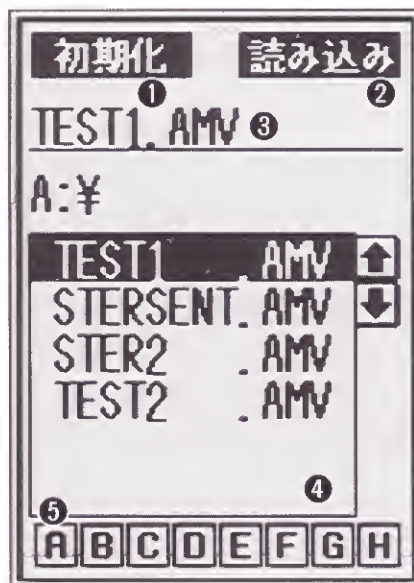 初期化 読み込み
❶ ❷
TEST1.AMV ❸
A:¥
TEST1 .AMV
STERSENT.AMV
STER2 .AMV
TEST2 .AMV
❹
❺
A B C D E F G H